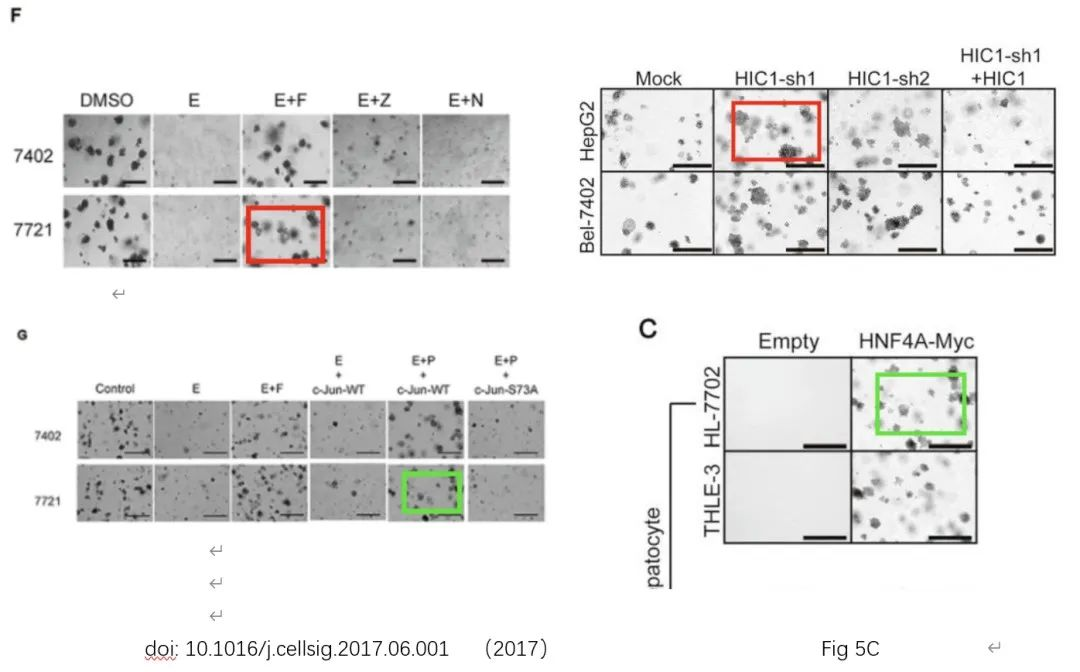 F
DMSO E E+F E+Z E+N
7402
7721
Mock HIC1-sh1 HIC1-sh2 HIC1-sh1
+HIC1
HepG2
Bel-7402
G
Control E E+F E
+
c-Jun-WT E+P
+
c-Jun-WT E+P
+
c-Jun-S73A
7402
7721
C
Empty HNF4A-Myc
HL-7702
THLE-3
patocyte
doi: 10.1016/j.cellsig.2017.06.001 (2017)
Fig 5C